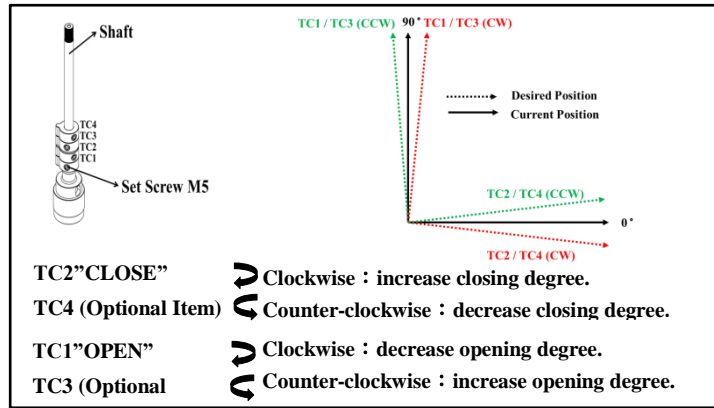 Shaft
TC4
TC3
TC2
TC1
Set Screw M5
TC1 / TC3 (CCW) 90° TC1 / TC3 (CW)
Desired Position
Current Position
TC2 / TC4 (CCW)
0°
TC2 / TC4 (CW)
TC2”CLOSE” Clockwise：increase closing degree.
TC4 (Optional Item) Counter-clockwise：decrease closing degree.
TC1”OPEN” Clockwise：decrease opening degree.
TC3 (Optional Counter-clockwise：increase opening degree.